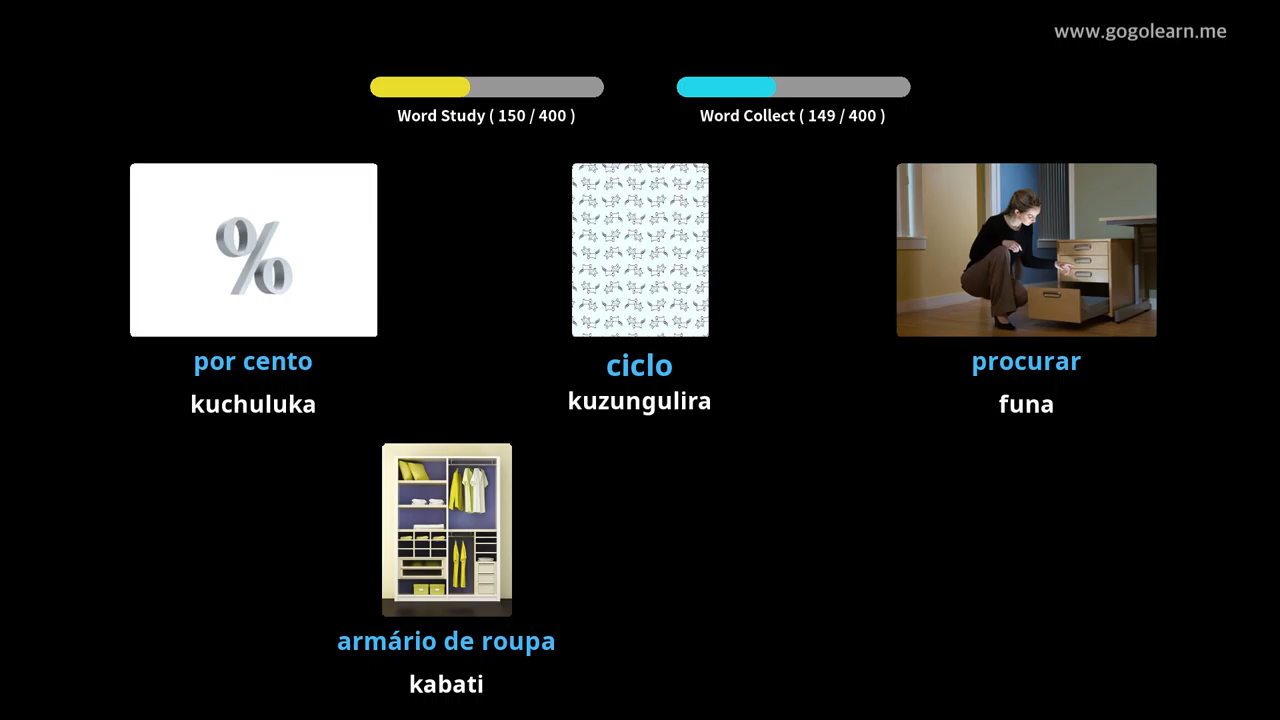 www.gogolearn.me
Word Study ( 150 / 400 )
Word Collect ( 149 / 400 )
por cento
kuchuluka
ciclo
kuzungulira
procurar
funa
armário de roupa
kabati